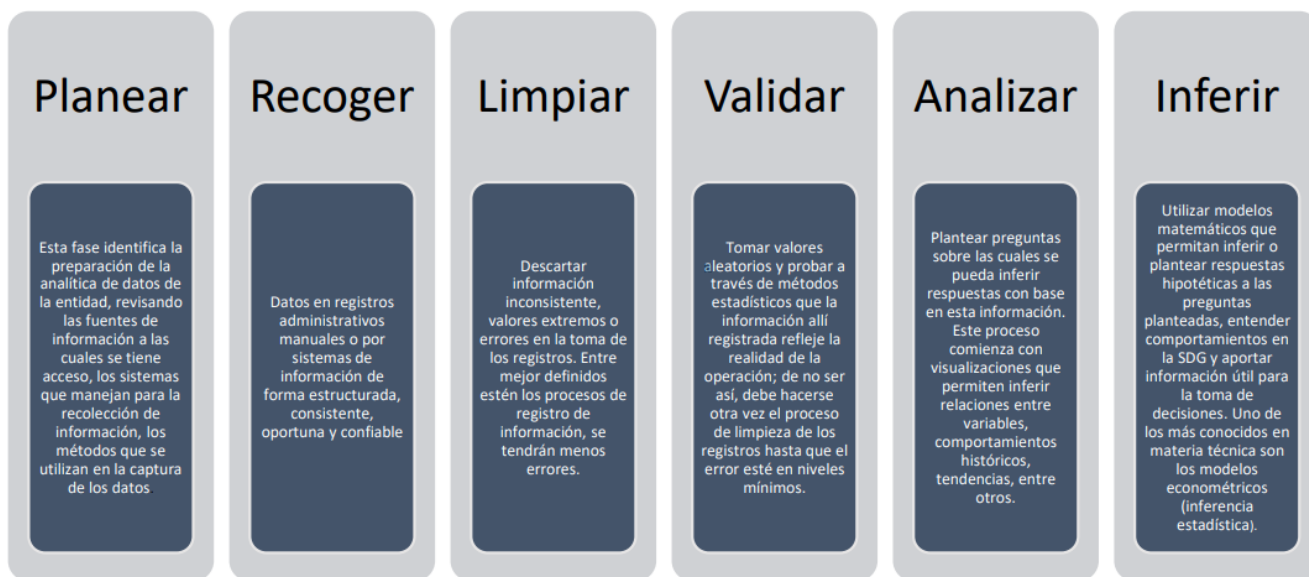 Planear
Esta fase identifica la
preparación de la
analítica de datos de
la entidad, revisando
las fuentes de
información a las
cuales se tiene
acceso, los sistemas
que manejan para la
recolección de
información, los
métodos que se
utilizan en la captura
de los datos
Recoger
Datos en registros
administrativos
manuales o por
sistemas de
información de
forma estructurada,
consistente,
oportuna y confiable
Limpiar
Descartar
información
inconsistente,
valores extremos o
errores en la toma de
los registros. Entre
mejor definidos
estén los procesos de
registro de
información, se
tendrán menos
errores.
Validar
Tomar valores
aleatorios y probar a
través de métodos
estadísticos que la
información allí
registrada refleje la
realidad de la
operación; de no ser
así, debe hacerse
otra vez el proceso
de limpieza de los
registros hasta que el
error esté en niveles
mínimos.
Analizar
Plantear preguntas
sobre las cuales se
pueda inferir
respuestas con base
en esta información.
Este proceso
comienza con
visualizaciones que
permiten inferir
relaciones entre
variables,
comportamientos
históricos,
tendencias, entre
otros.
Inferir
Utilizar modelos
matemáticos que
permitan inferir o
plantear respuestas
hipotéticas a las
preguntas
planteadas, entender
comportamientos en
la SDG y aportar
información útil para
la toma de
decisiones. Uno de
los más conocidos en
materia técnica son
los modelos
econométricos
(inferencia
estadística).